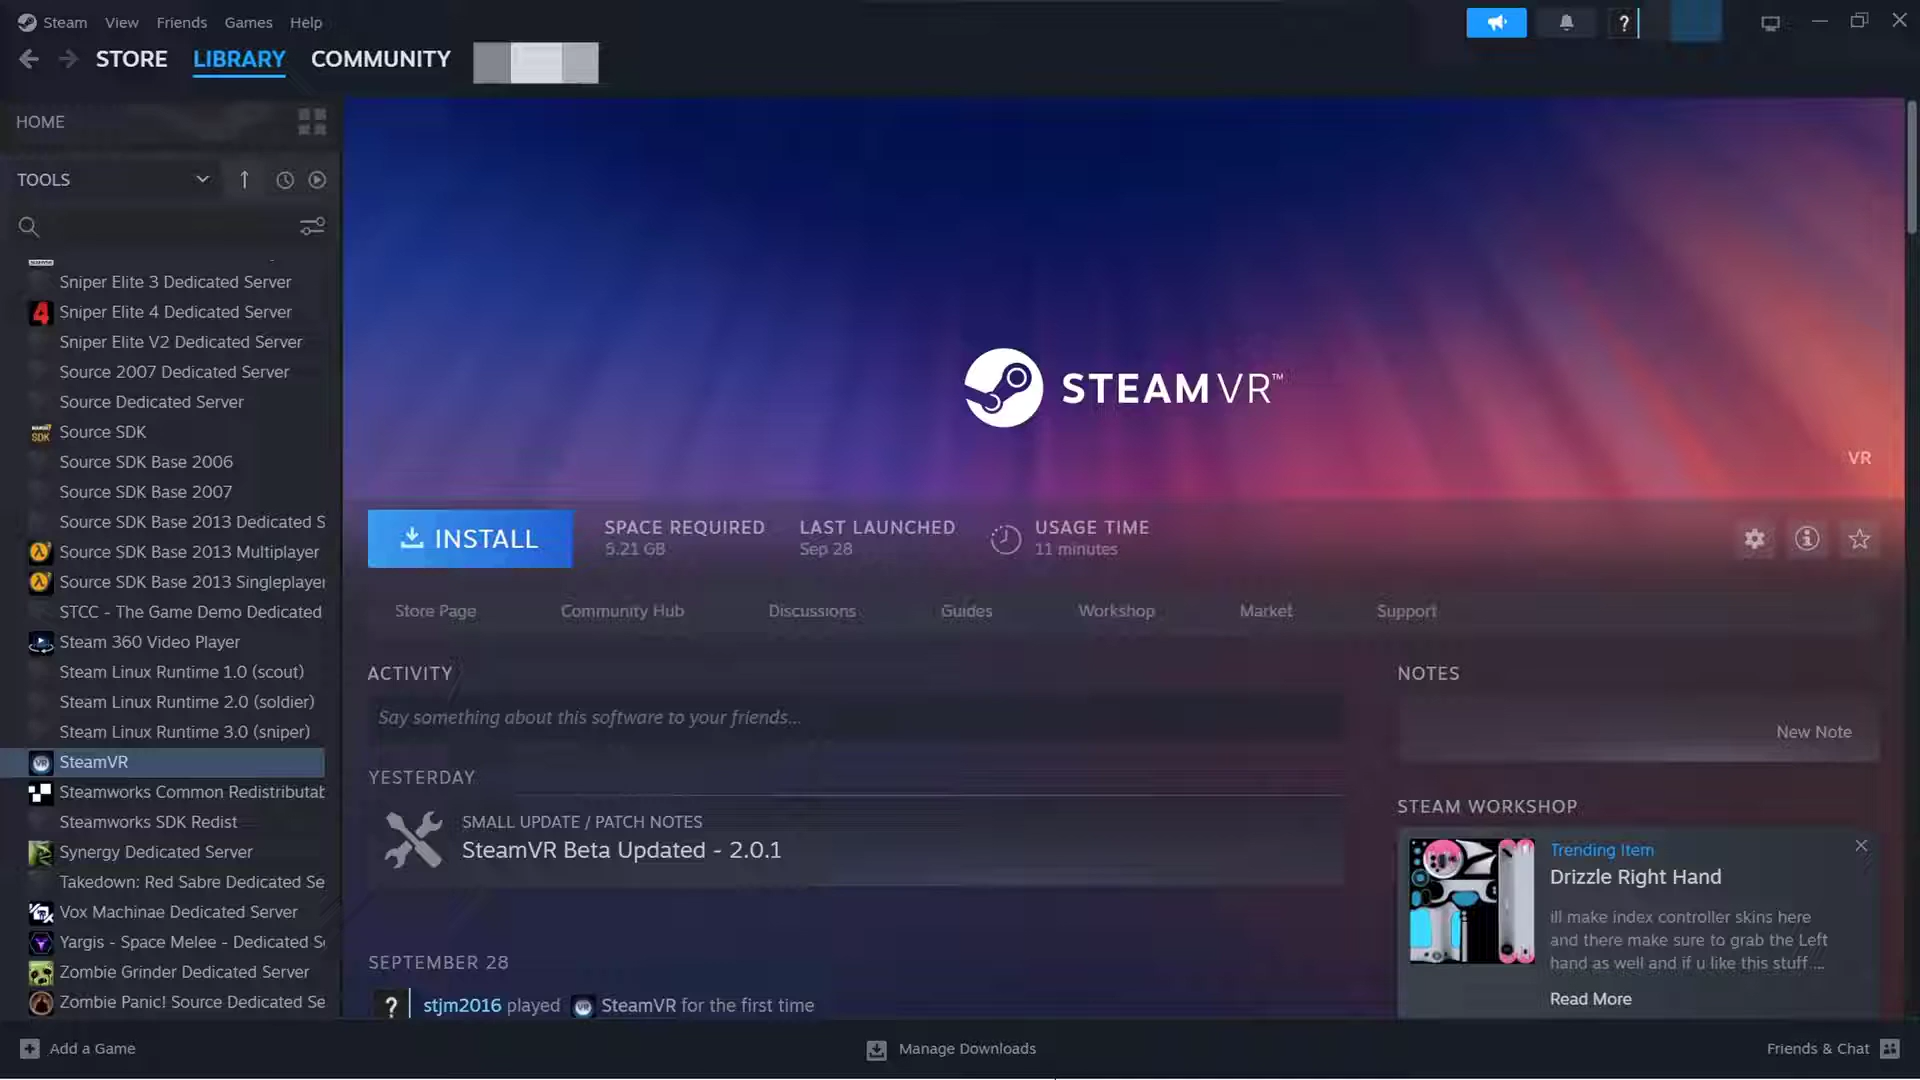 Steam View Friends Games Help
STORE LIBRARY COMMUNITY
HOME
TOOLS
Sniper Elite 3 Dedicated Server
Sniper Elite 4 Dedicated Server
Sniper Elite V2 Dedicated Server
Source 2007 Dedicated Server
Source Dedicated Server
Source SDK
Source SDK Base 2006
Source SDK Base 2007
Source SDK Base 2013 Dedicated S
Source SDK Base 2013 Multiplayer
Source SDK Base 2013 Singleplayer
STCC - The Game Demo Dedicated
Steam 360 Video Player
Steam Linux Runtime 1.0 (scout)
Steam Linux Runtime 2.0 (soldier)
Steam Linux Runtime 3.0 (sniper)
SteamVR
Steamworks Common Redistributab
Steamworks SDK Redist
Synergy Dedicated Server
Takedown: Red Sabre Dedicated Se
Vox Machinae Dedicated Server
Yargis - Space Melee - Dedicated Se
Zombie Grinder Dedicated Server
Zombie Panic! Source Dedicated Se
STEAMVR™
VR
INSTALL
SPACE REQUIRED
5.21 GB
LAST LAUNCHED
Sep 28
USAGE TIME
11 minutes
Store Page Community Hub Discussions Guides Workshop Market Support
ACTIVITY
Say something about this software to your friends...
YESTERDAY
SMALL UPDATE / PATCH NOTES
SteamVR Beta Updated - 2.0.1
SEPTEMBER 28
? stjm2016 played SteamVR for the first time
NOTES
New Note
STEAM WORKSHOP
Trending Item
Drizzle Right Hand
ill make index controller skins here
and there make sure to grab the Left
hand as well and if u like this stuff ...
Read More
Add a Game
Manage Downloads
Friends & Chat